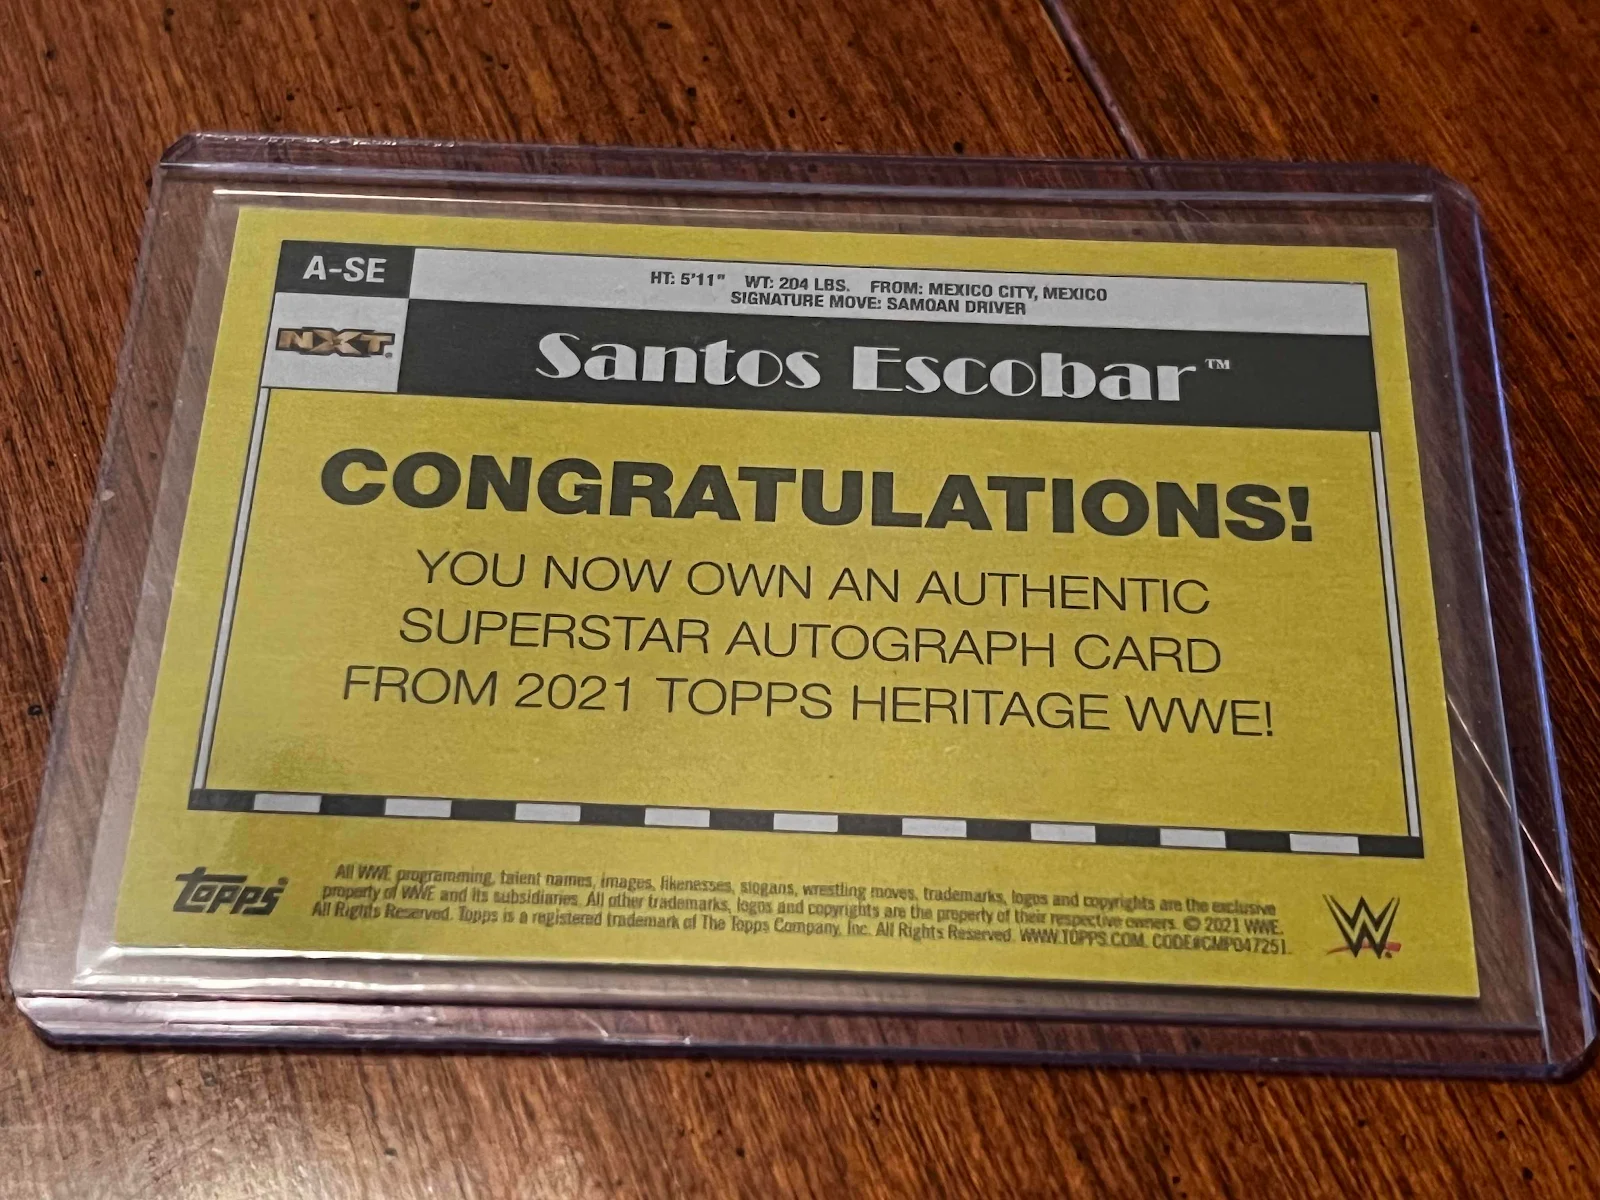 A-SE
HT: 5'11" WT: 204 LBS. FROM: MEXICO CITY, MEXICO
SIGNATURE MOVE: SAMOAN DRIVER
NXT
Santos Escobar™
CONGRATULATIONS!
YOU NOW OWN AN AUTHENTIC
SUPERSTAR AUTOGRAPH CARD
FROM 2021 TOPPS HERITAGE WWE!
topps®
All WWE programming, talent names, images, likenesses, slogans, wrestling moves, trademarks, logos and copyrights are the exclusive
property of WWE and its subsidiaries. All other trademarks, logos and copyrights are the property of their respective owners. © 2021 WWE.
All Rights Reserved. Topps is a registered trademark of The Topps Company, Inc. All Rights Reserved. WWW.TOPPS.COM. CODE#CMP047251.
W